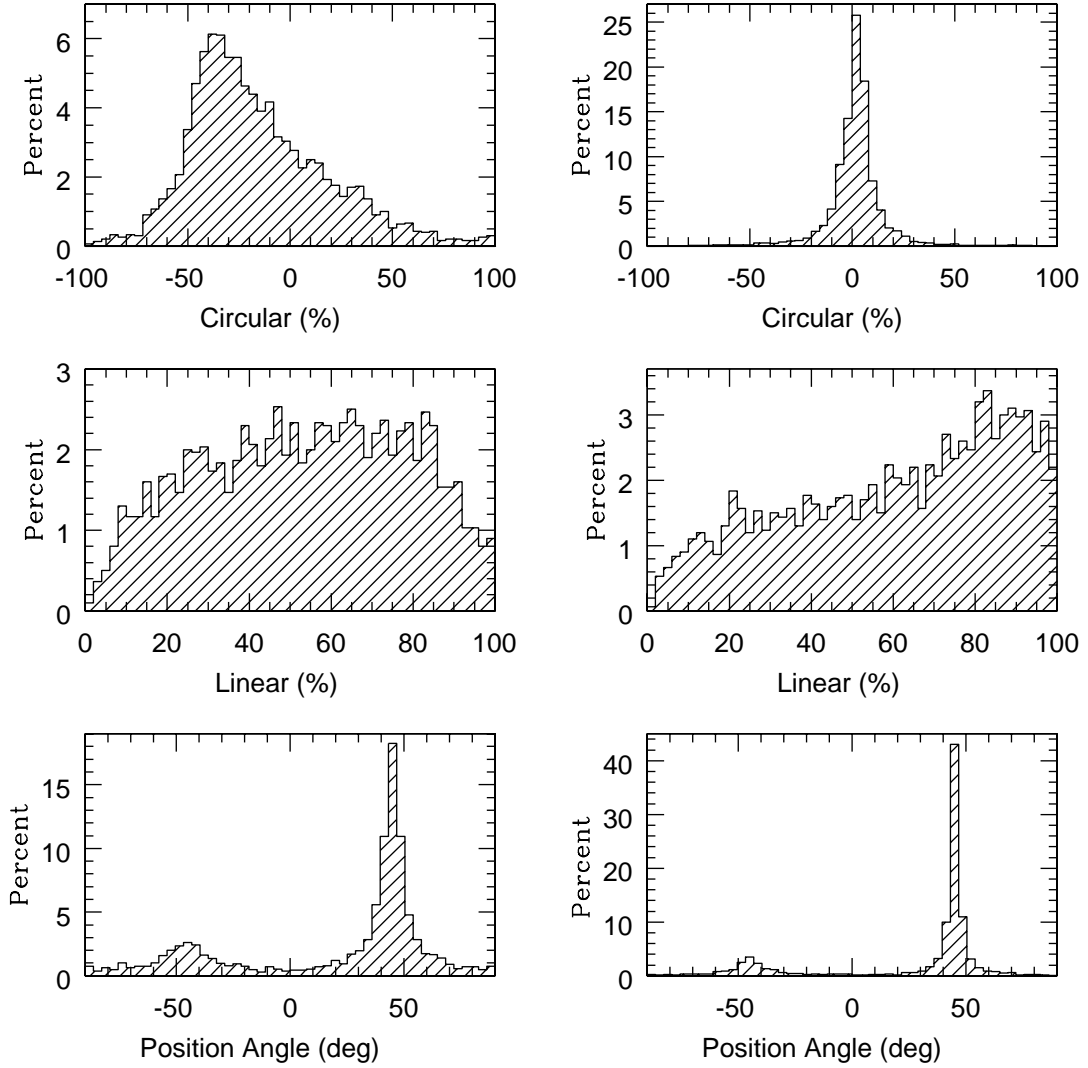 Percent
6
4
2
0
-100 -50 0 50 100
Circular (%)
Percent
25
20
15
10
5
0
-100 -50 0 50 100
Circular (%)
Percent
3
2
1
0
0 20 40 60 80 100
Linear (%)
Percent
3
2
1
0
0 20 40 60 80 100
Linear (%)
Percent
15
10
5
0
-50 0 50
Position Angle (deg)
Percent
40
30
20
10
0
-50 0 50
Position Angle (deg)